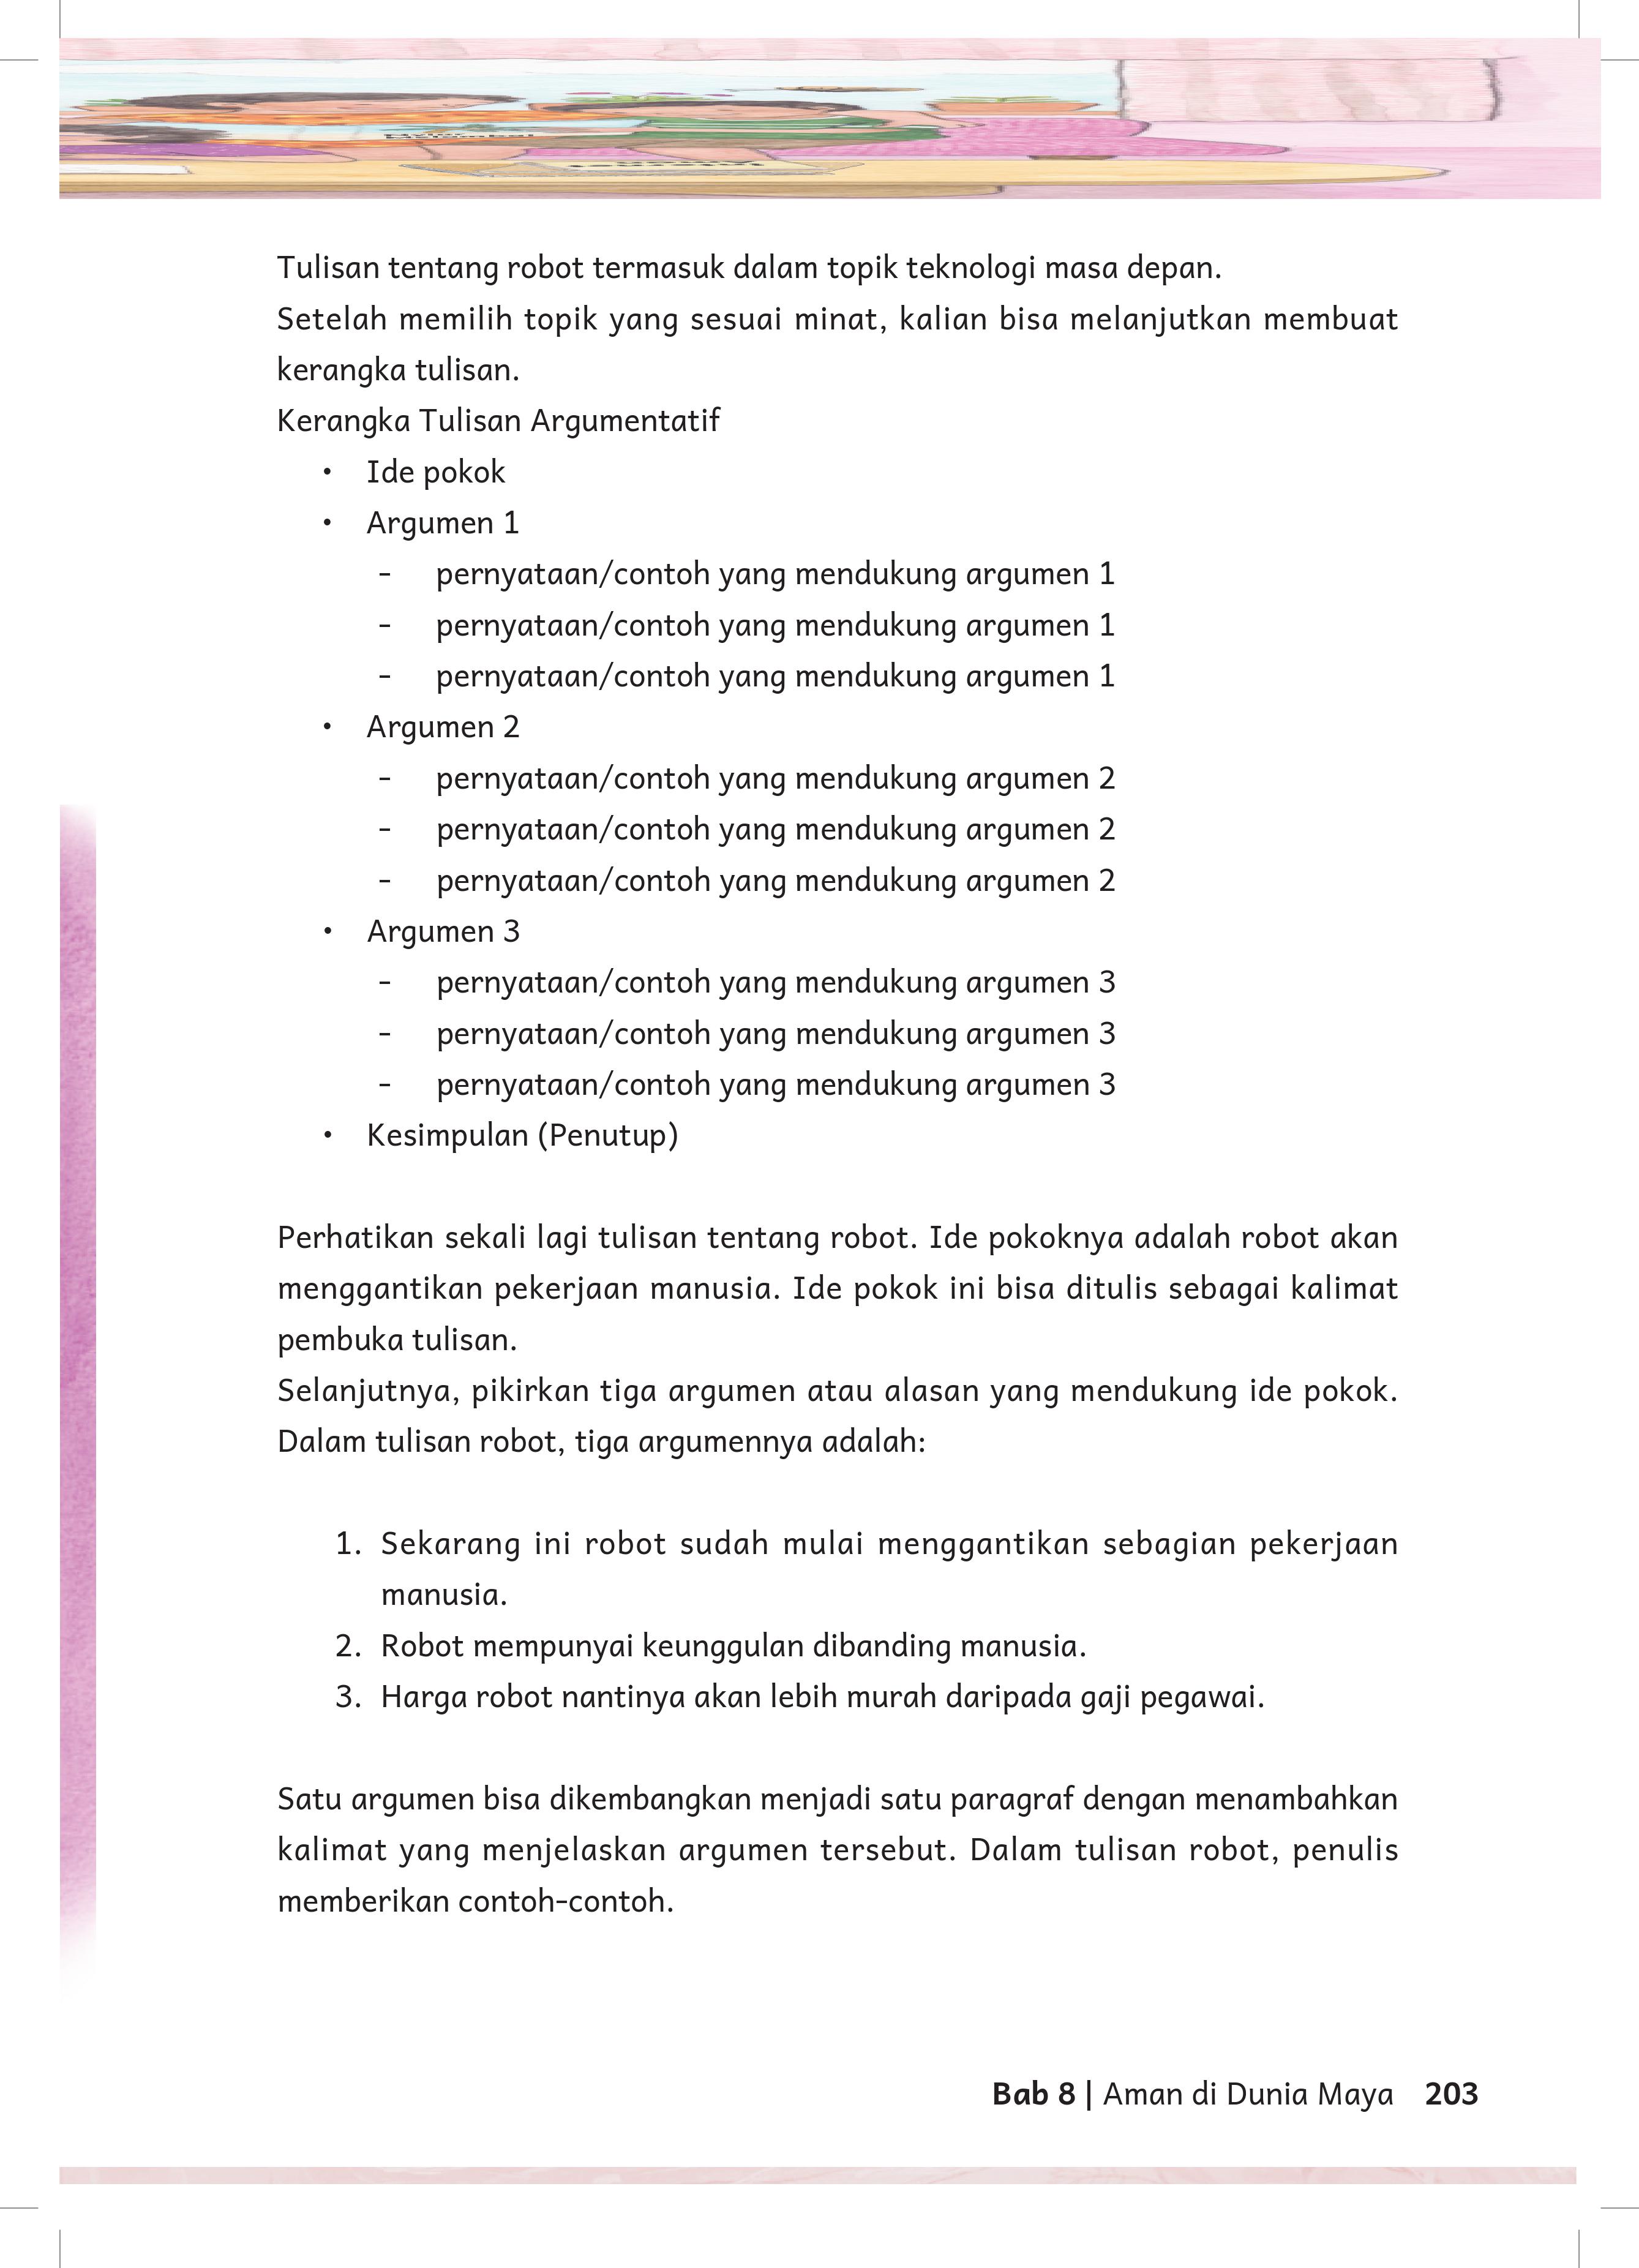 Tulisan tentang robot termasuk dalam topik teknologi masa depan.
Setelah memilih topik yang sesuai minat, kalian bisa melanjutkan membuat
kerangka tulisan.
Kerangka Tulisan Argumentatif
• Ide pokok
• Argumen 1
- pernyataan/contoh yang mendukung argumen 1
- pernyataan/contoh yang mendukung argumen 1
- pernyataan/contoh yang mendukung argumen 1
• Argumen 2
- pernyataan/contoh yang mendukung argumen 2
- pernyataan/contoh yang mendukung argumen 2
- pernyataan/contoh yang mendukung argumen 2
• Argumen 3
- pernyataan/contoh yang mendukung argumen 3
- pernyataan/contoh yang mendukung argumen 3
- pernyataan/contoh yang mendukung argumen 3
• Kesimpulan (Penutup)
Perhatikan sekali lagi tulisan tentang robot. Ide pokoknya adalah robot akan
menggantikan pekerjaan manusia. Ide pokok ini bisa ditulis sebagai kalimat
pembuka tulisan.
Selanjutnya, pikirkan tiga argumen atau alasan yang mendukung ide pokok.
Dalam tulisan robot, tiga argumennya adalah:
1. Sekarang ini robot sudah mulai menggantikan sebagian pekerjaan
manusia.
2. Robot mempunyai keunggulan dibanding manusia.
3. Harga robot nantinya akan lebih murah daripada gaji pegawai.
Satu argumen bisa dikembangkan menjadi satu paragraf dengan menambahkan
kalimat yang menjelaskan argumen tersebut. Dalam tulisan robot, penulis
memberikan contoh-contoh.
Bab 8 | Aman di Dunia Maya 203